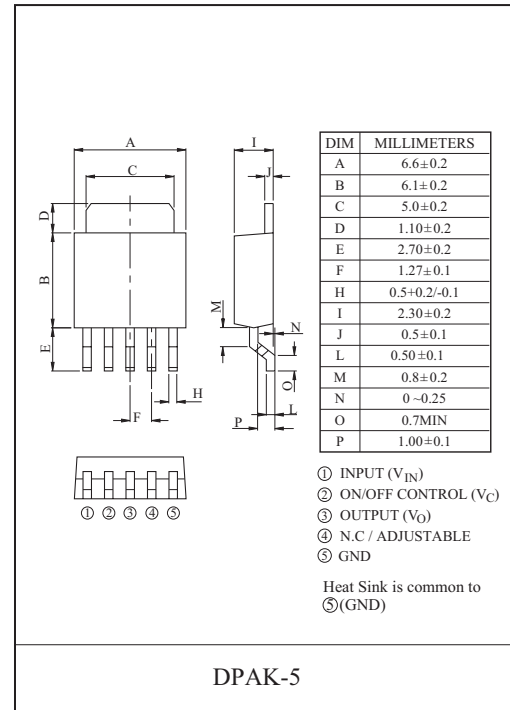 A
C
D
B
E
F
H
I
J
M
N
O
L
P
① ② ③ ④ ⑤
DIM MILLIMETERS
A 6.6±0.2
B 6.1±0.2
C 5.0±0.2
D 1.10±0.2
E 2.70±0.2
F 1.27±0.1
H 0.5+0.2/-0.1
I 2.30±0.2
J 0.5±0.1
L 0.50±0.1
M 0.8±0.2
N 0 ~0.25
O 0.7MIN
P 1.00±0.1
① INPUT (VIN)
② ON/OFF CONTROL (VC)
③ OUTPUT (VO)
④ N.C / ADJUSTABLE
⑤ GND
Heat Sink is common to
⑤(GND)
DPAK-5